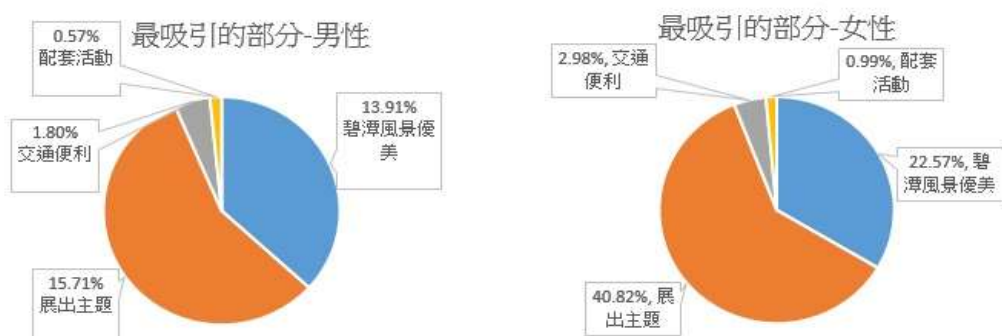 最吸引的部分-男性
0.57%
配套活動
1.80%
交通便利
13.91%
碧潭風景優
美
15.71%
展出主題
最吸引的部分-女性
2.98%, 交通
便利
0.99%, 配套
活動
22.57%, 碧
潭風景優美
40.82%, 展
出主題